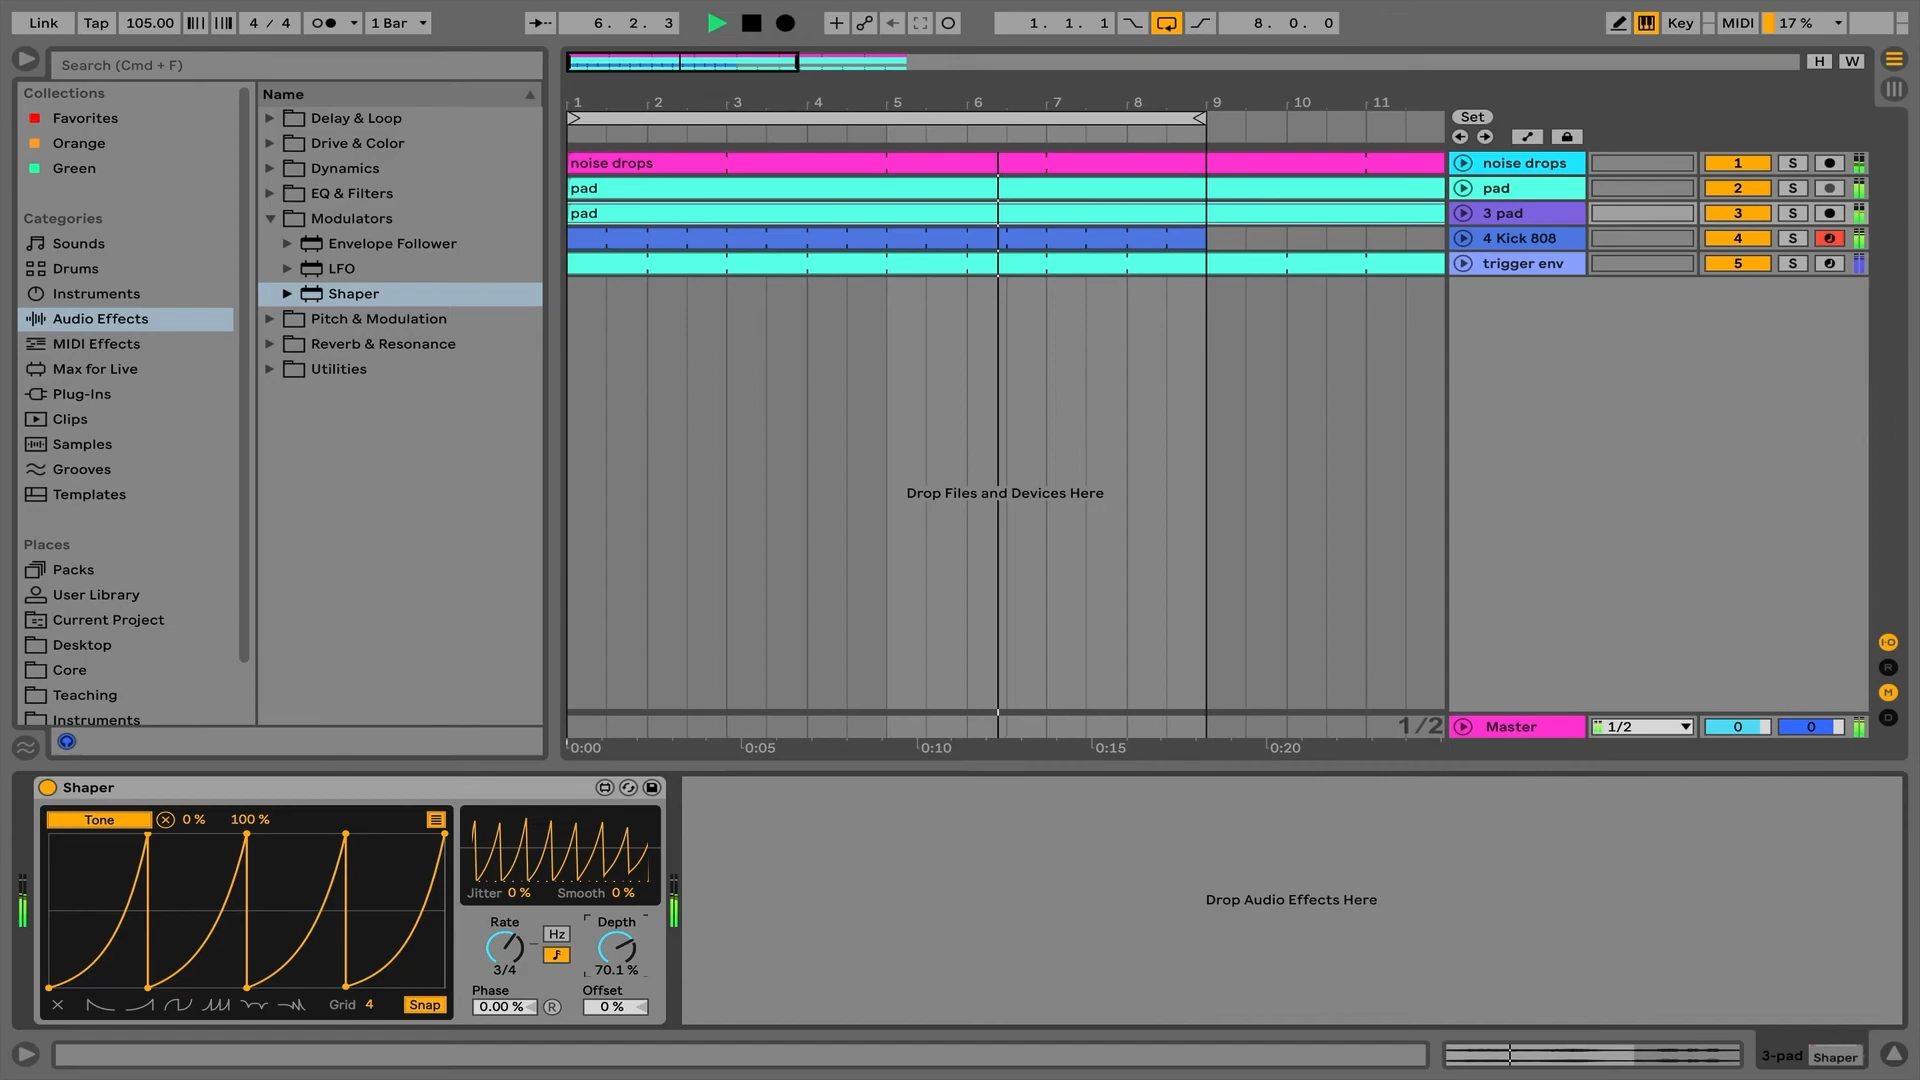 Link Tap 105.00 4 / 4 1 Bar 6. 2. 3 1. 1. 1 8. 0. 0 Key MIDI 17 %
Search (Cmd + F)
H W
Collections
Favorites
Orange
Green
Categories
Sounds
Drums
Instruments
Audio Effects
MIDI Effects
Max for Live
Plug-Ins
Clips
Samples
Grooves
Templates
Places
Packs
User Library
Current Project
Desktop
Core
Teaching
Instruments
Name
Delay & Loop
Drive & Color
Dynamics
EQ & Filters
Modulators
Envelope Follower
LFO
Shaper
Pitch & Modulation
Reverb & Resonance
Utilities
1 2 3 4 5 6 7 8 9 10 11
Set
noise drops
pad
pad
noise drops 1 S
pad 2 S
3 pad 3 S
4 Kick 808 4 S
trigger env 5 S
Drop Files and Devices Here
I·O
R
M
D
1/2
Master 1/2 0 0
0:00 0:05 0:10 0:15 0:20
Shaper
Tone 0 % 100 %
Jitter 0 % Smooth 0 %
Rate Hz Depth
3/4 70.1 %
Phase Offset
0.00 % R 0 %
Grid 4 Snap
Drop Audio Effects Here
3-pad Shaper